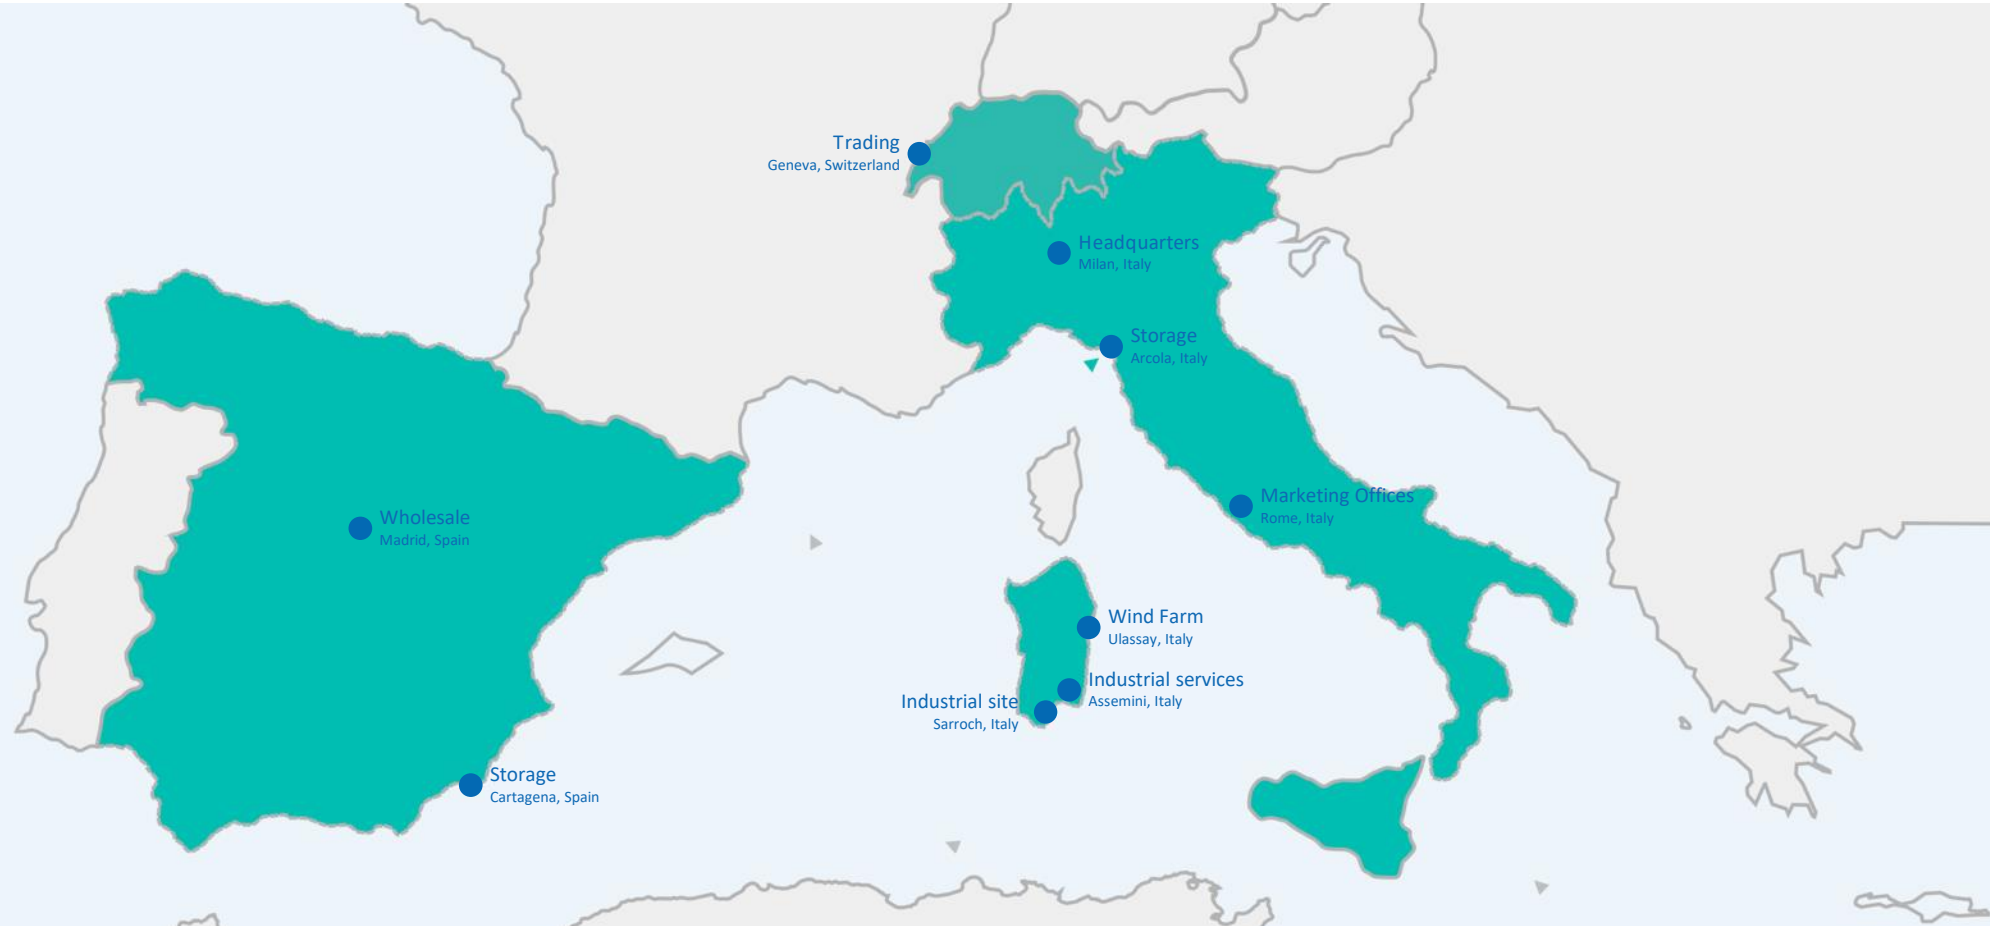 Trading
Geneva, Switzerland
Headquarters
Milan, Italy
Storage
Arcola, Italy
Marketing Offices
Rome, Italy
Wholesale
Madrid, Spain
Wind Farm
Ulassay, Italy
Industrial services
Assemini, Italy
Industrial site
Sarroch, Italy
Storage
Cartagena, Spain